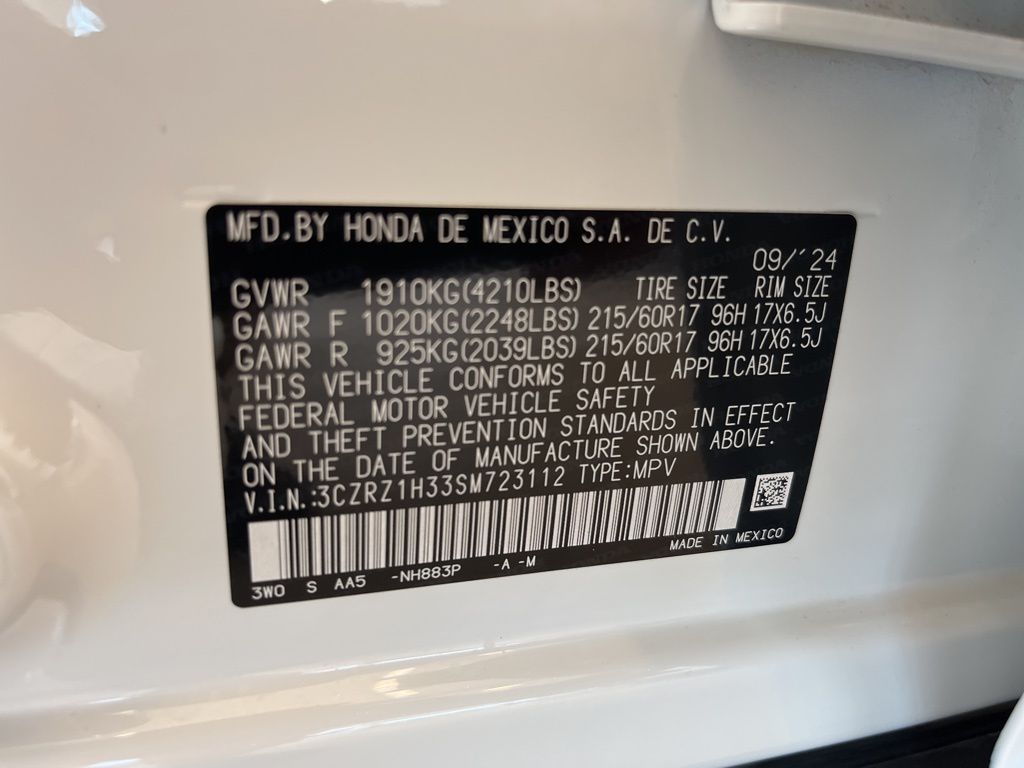 MFD.BY HONDA DE MEXICO S.A. DE C.V.
09/´24
GVWR 1910KG(4210LBS) TIRE SIZE RIM SIZE
GAWR F 1020KG(2248LBS) 215/60R17 96H 17X6.5J
GAWR R 925KG(2039LBS) 215/60R17 96H 17X6.5J
THIS VEHICLE CONFORMS TO ALL APPLICABLE
FEDERAL MOTOR VEHICLE SAFETY
AND THEFT PREVENTION STANDARDS IN EFFECT
ON THE DATE OF MANUFACTURE SHOWN ABOVE.
V.I.N.:3CZRZ1H33SM723112 TYPE:MPV
MADE IN MEXICO
3W0 S AA5 -NH883P -A -M